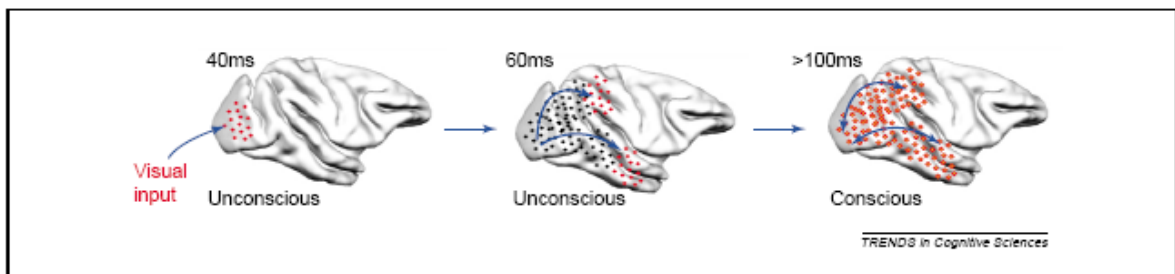 40ms
60ms
>100ms
Visual
input
Unconscious
Unconscious
Conscious
TRENDS in Cognitive Sciences